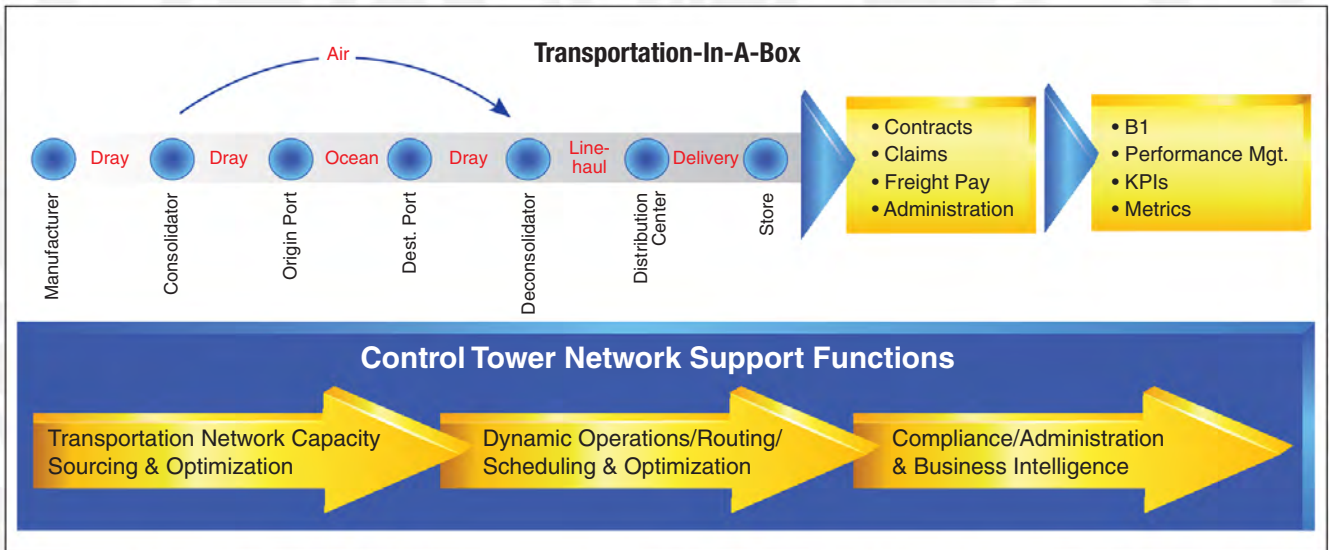 Transportation-In-A-Box
Air
Dray
Dray
Ocean
Dray
Line-
haul
Delivery
Manufacturer
Consolidator
Origin Port
Dest. Port
Deconsolidator
Distribution
Center
Store
• Contracts
• Claims
• Freight Pay
• Administration
• B1
• Performance Mgt.
• KPIs
• Metrics
Control Tower Network Support Functions
Transportation Network Capacity
Sourcing & Optimization
Dynamic Operations/Routing/
Scheduling & Optimization
Compliance/Administration
& Business Intelligence